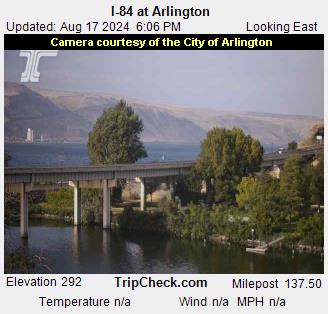 I-84 at Arlington
Updated: Aug 17 2024 6:06 PM Looking East
Camera courtesy of the City of Arlington
Elevation 292 TripCheck.com Milepost 137.50
Temperature n/a Wind n/a MPH n/a